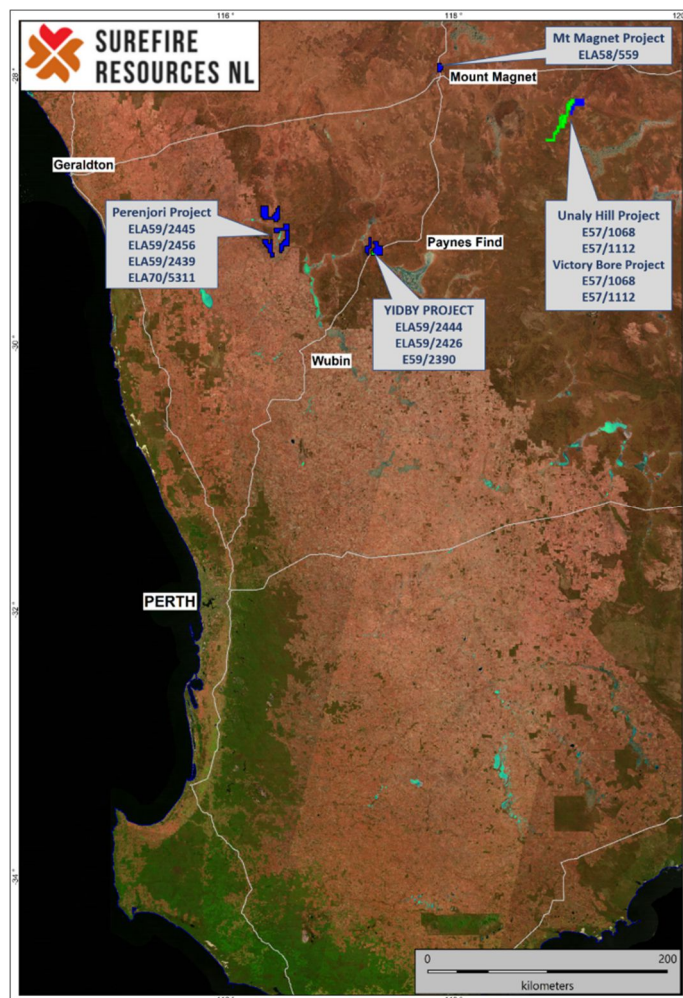 116 °
118 °
120
SUREFIRE
RESOURCES NL
Mt Magnet Project
ELA58/559
-28 °
Mount Magnet
Geraldton
Perenjori Project
ELA59/2445
ELA59/2456
ELA59/2439
ELA70/5311
Unaly Hill Project
E57/1068
E57/1112
Victory Bore Project
E57/1068
E57/1112
Paynes Find
YIDBY PROJECT
ELA59/2444
ELA59/2426
E59/2390
-30 °
Wubin
PERTH
-32 °
-34 °
0
200
kilometers